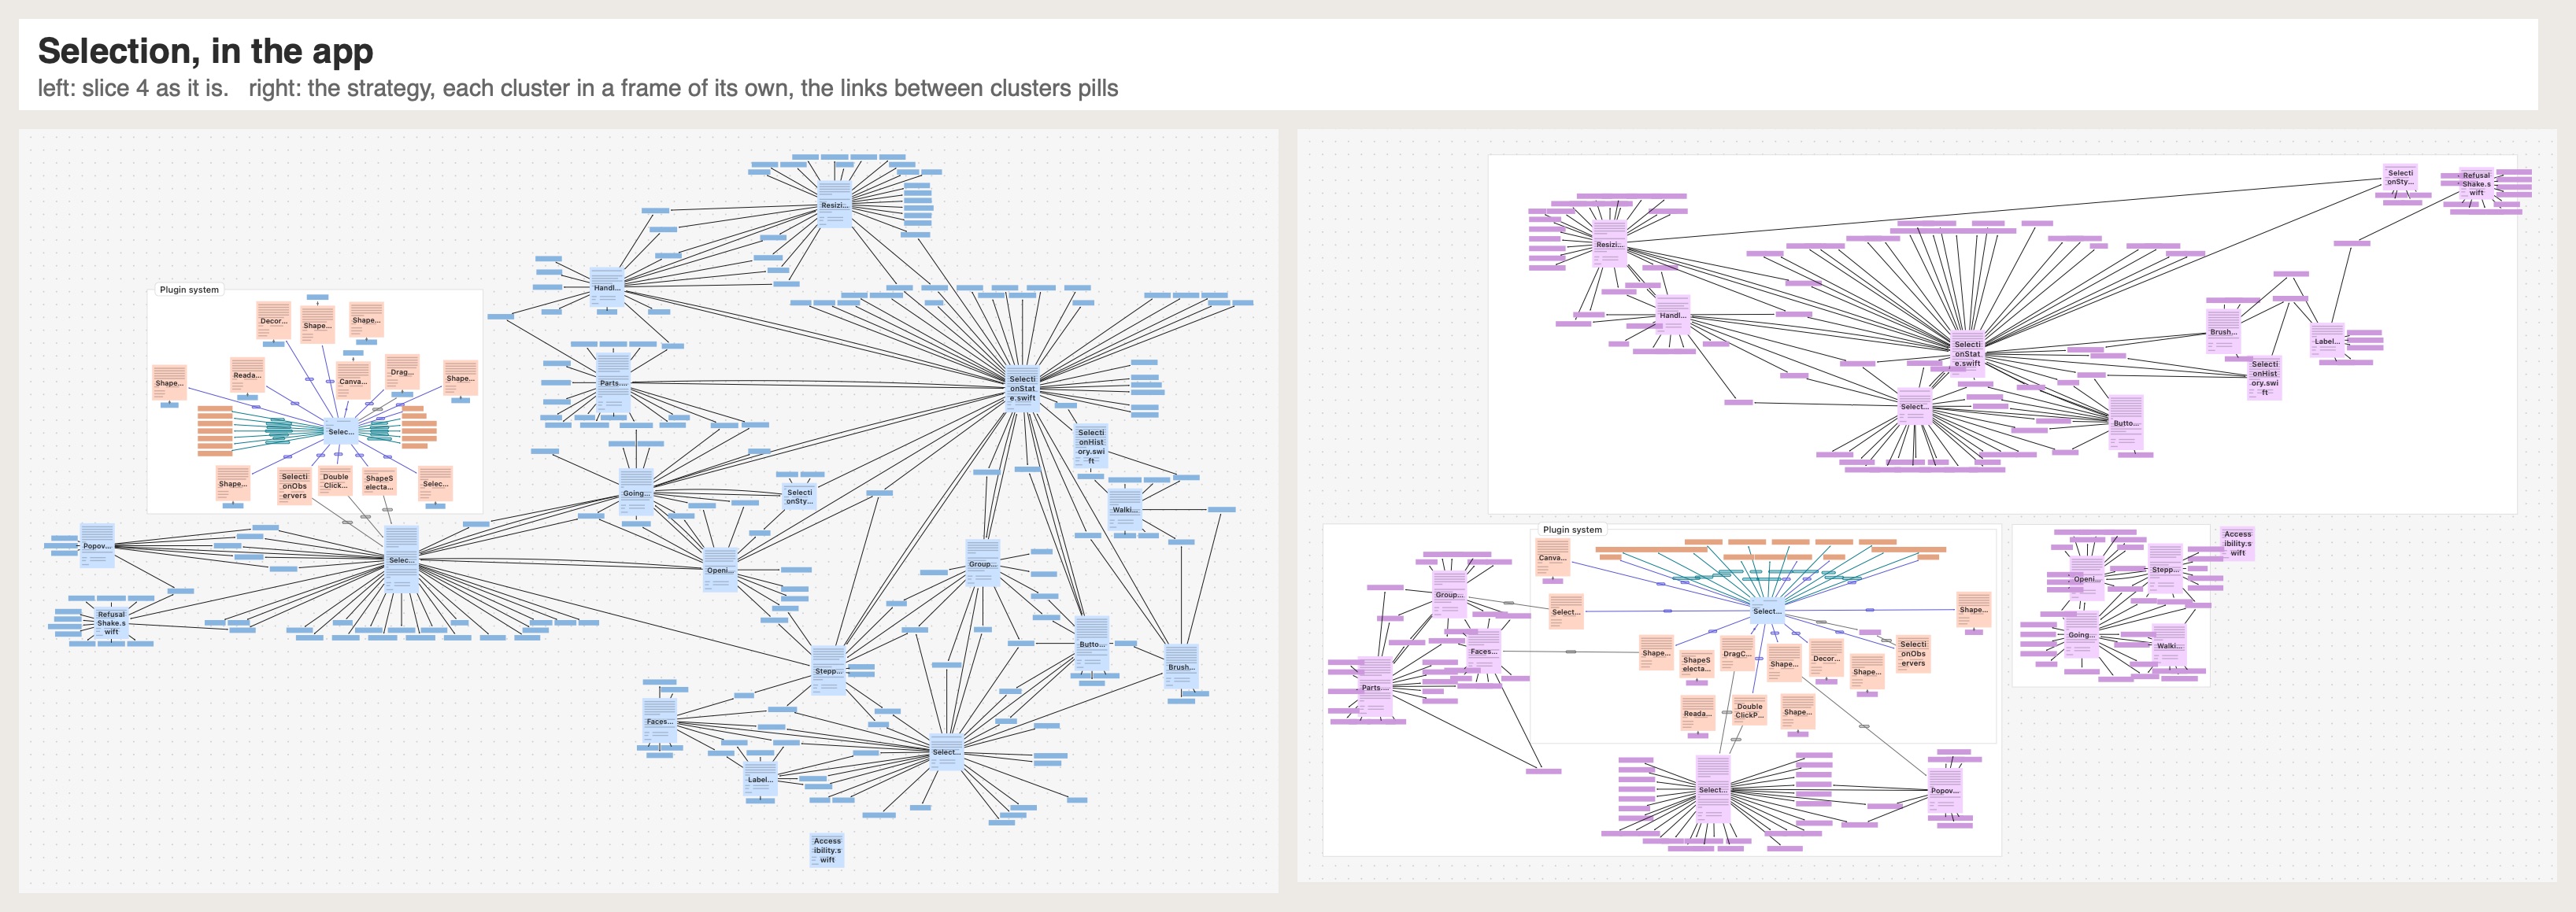 Selection, in the app
left: slice 4 as it is.   right: the strategy, each cluster in a frame of its own, the links between clusters pills
Resizi...
Handl...
Plugin system
Decor...
Shape...
Shape...
Shape...
Reada...
Canva...
Drag...
Shape...
Selec...
Shape...
Selecti
onObs
ervers
Double
Click...
ShapeS
electa...
Selec...
Parts...
Selecti
onStat
e.swift
Selecti
onHist
ory.swi
ft
Going...
Selecti
onSty...
Walki...
Popov...
Selec...
Openi...
Group...
Refusal
Shake.s
wift
Stepp...
Butto...
Brush...
Faces...
Label...
Select...
Access
ibility.s
wift
Selecti
onSty...
Refusal
Shake.s
wift
Resizi...
Handl...
Selecti
onStat
e.swift
Brush...
Label...
Selecti
onHist
ory.swi
ft
Select...
Butto...
Plugin system
Canva...
Group...
Select...
Select...
Shape...
Faces...
Shape...
ShapeS
electa...
DragC...
Shape...
Decor...
Shape...
Selecti
onObs
ervers
Parts...
Reada...
Double
ClickP...
Shape...
Select...
Popov...
Openi...
Stepp...
Going...
Walki...
Access
ibility.s
wift